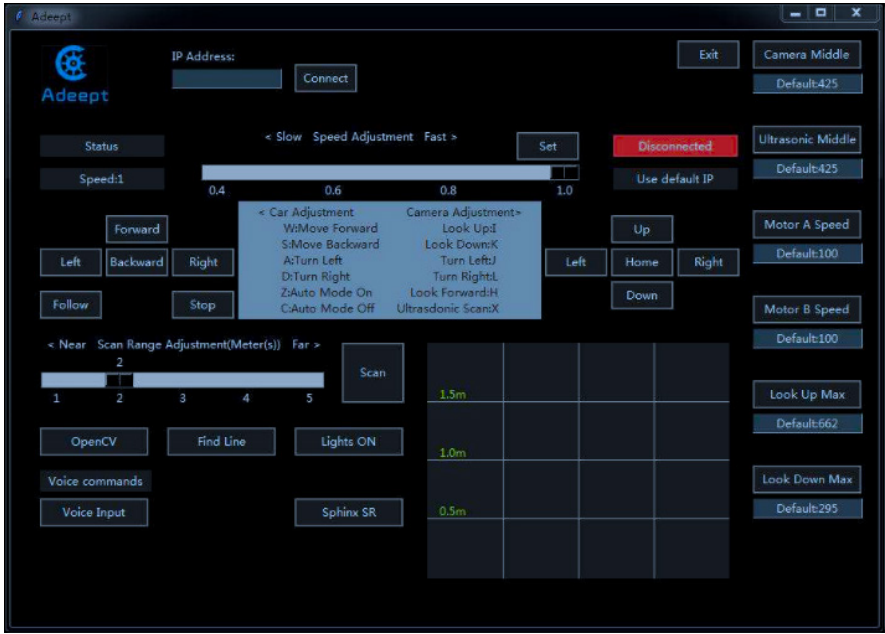 Adeept
Adeept
IP Address:
Connect
Exit
Camera Middle
Default:425
< Slow Speed Adjustment Fast >
Set
Status
Disconnected
Ultrasonic Middle
Default:425
Speed:1
0.4 0.6 0.8 1.0
Use default IP
Forward
Left Backward Right
Follow Stop
< Car Adjustment Camera Adjustment>
W:Move Forward Look Up:I
S:Move Backward Look Down:K
A:Turn Left Turn Left:J
D:Turn Right Turn Right:L
Z:Auto Mode On Look Forward:H
C:Auto Mode Off Ultrasdonic Scan:X
Up
Left Home Right
Down
Motor A Speed
Default:100
Motor B Speed
Default:100
< Near Scan Range Adjustment(Meter(s)) Far >
2
1 2 3 4 5
Scan
1.5m
1.0m
0.5m
Look Up Max
Default:662
OpenCV Find Line Lights ON
Voice commands
Voice Input Sphinx SR
Look Down Max
Default:295